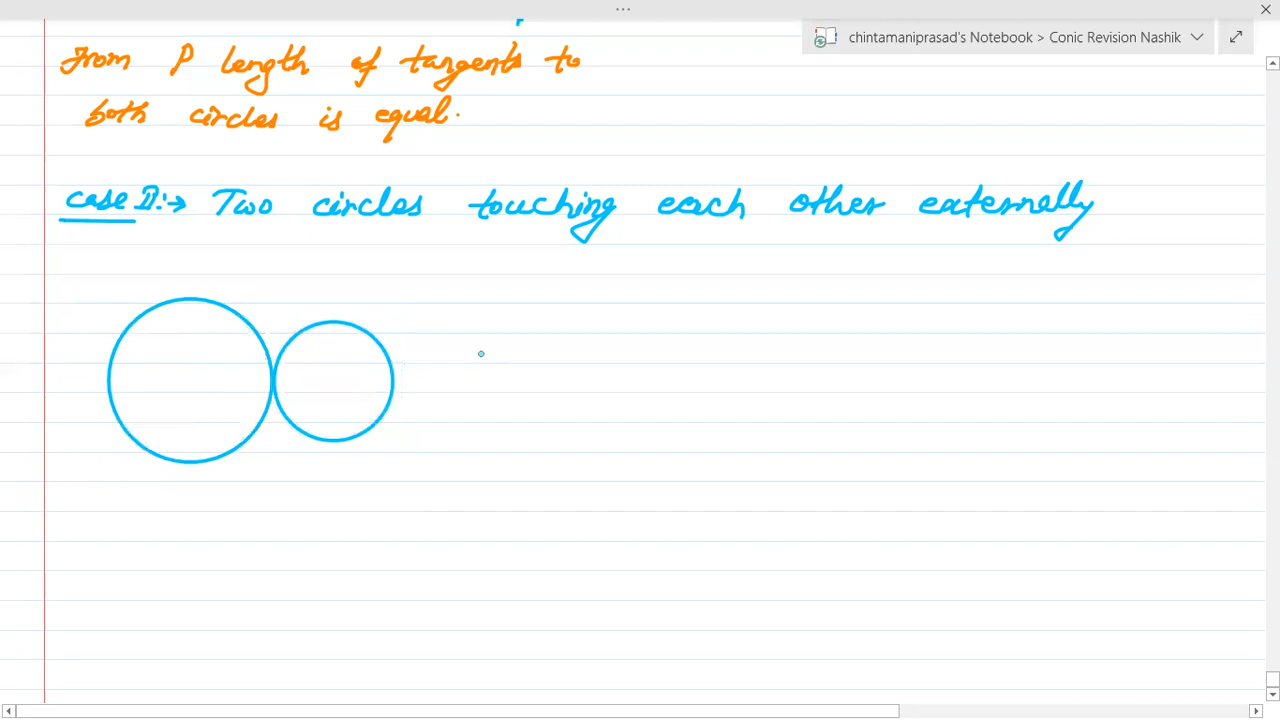 chintamaniprasad's Notebook > Conic Revision Nashik
From P length of tangents to
both circles is equal.
case II:→ Two circles touching each other externally